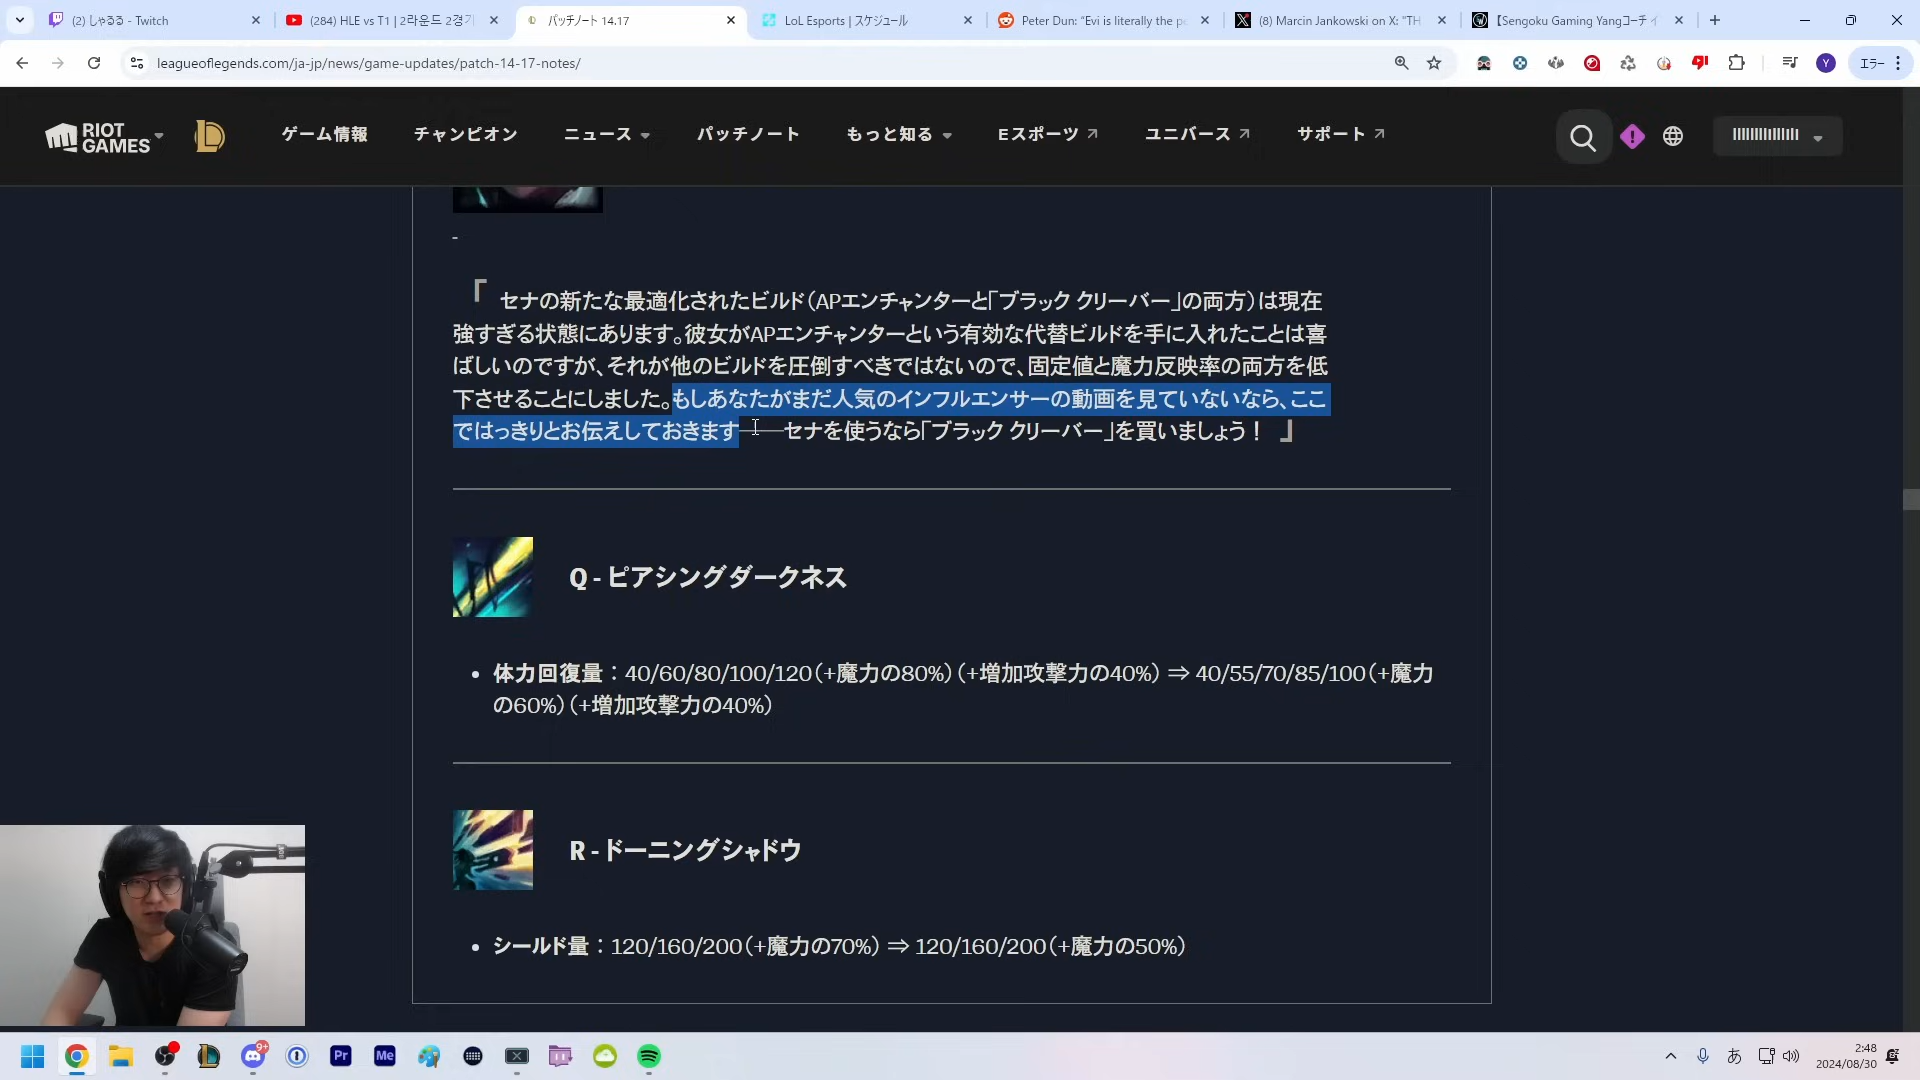 (2) しゃるる - Twitch
(284) HLE vs T1 | 2라운드 2경기
パッチノート 14.17
LoL Esports | スケジュール
Peter Dun: "Evi is literally the p
(8) Marcin Jankowski on X: "TH
【Sengoku Gaming Yangコーチ イ
leagueoflegends.com/ja-jp/news/game-updates/patch-14-17-notes/
エラー
RIOT GAMES
ゲーム情報
チャンピオン
ニュース
パッチノート
もっと知る
Eスポーツ
ユニバース
サポート
-
「 セナの新たな最適化されたビルド（APエンチャンターと「ブラック クリーバー」の両方）は現在
強すぎる状態にあります。彼女がAPエンチャンターという有効な代替ビルドを手に入れたことは喜
ばしいのですが、それが他のビルドを圧倒すべきではないので、固定値と魔力反映率の両方を低
下させることにしました。もしあなたがまだ人気のインフルエンサーの動画を見ていないなら、ここ
ではっきりとお伝えしておきます――セナを使うなら「ブラック クリーバー」を買いましょう！ 」
Q - ピアシングダークネス
体力回復量：40/60/80/100/120（+魔力の80%）（+増加攻撃力の40%） ⇒ 40/55/70/85/100（+魔力
の60%）（+増加攻撃力の40%）
R - ドーニングシャドウ
シールド量：120/160/200（+魔力の70%） ⇒ 120/160/200（+魔力の50%）
Y
9+
Pr
Me
あ
2:48
2024/08/30